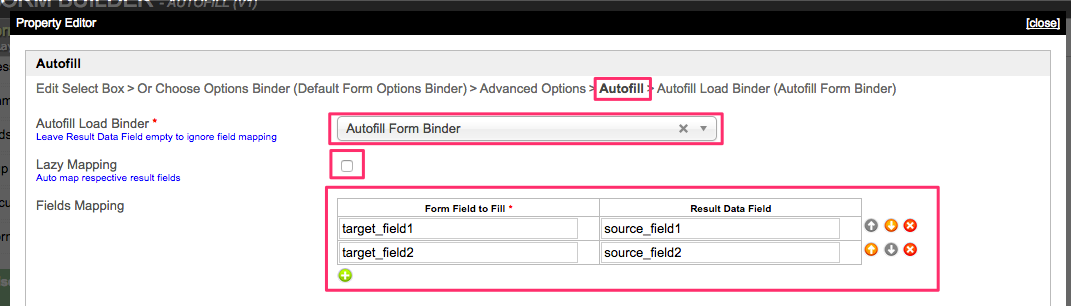 FORM BUILDER - AUTOFILL (V1)
Property Editor [close]
Autofill
Edit Select Box > Or Choose Options Binder (Default Form Options Binder) > Advanced Options > Autofill > Autofill Load Binder (Autofill Form Binder)
Autofill Load Binder *
Autofill Form Binder
Leave Result Data Field empty to ignore field mapping
Lazy Mapping
Auto map respective result fields
Fields Mapping
Form Field to Fill * Result Data Field
target_field1 source_field1
target_field2 source_field2